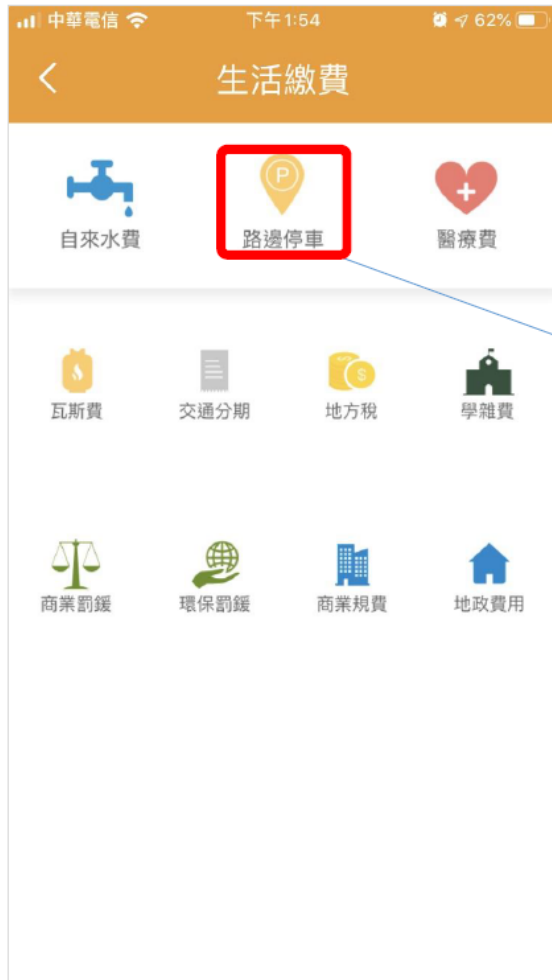 中華電信 下午1:54 62%
生活繳費
P
自來水費 路邊停車 醫療費
$
瓦斯費 交通分期 地方稅 學雜費
商業罰鍰 環保罰鍰 商業規費 地政費用